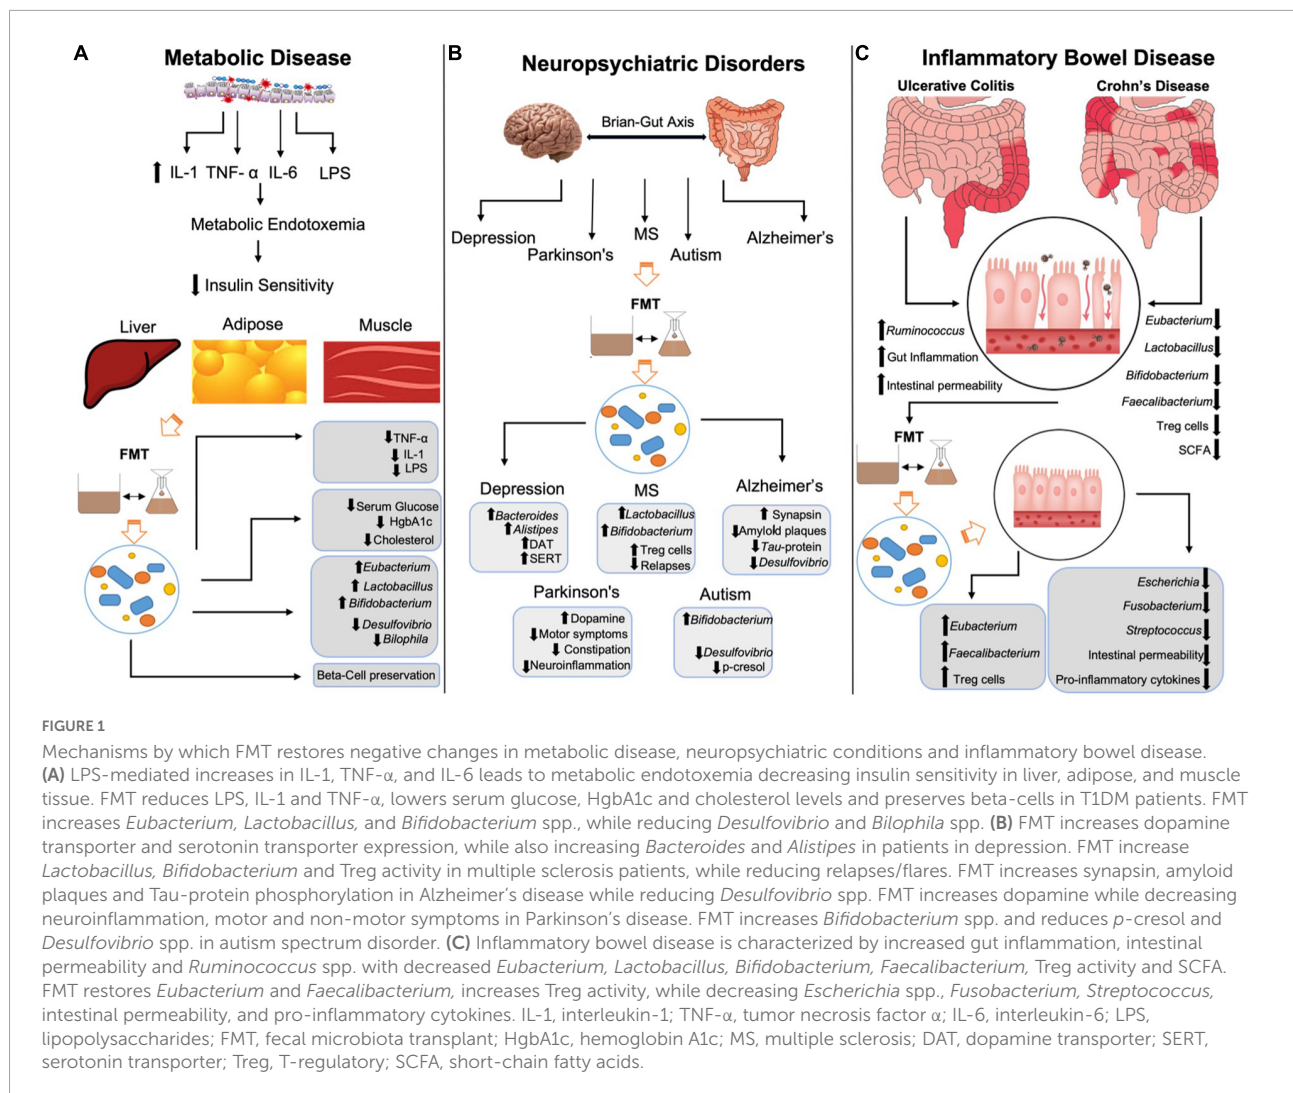 A
Metabolic Disease
⬆ IL-1 TNF- α IL-6 LPS
Metabolic Endotoxemia
⬇ Insulin Sensitivity
Liver
Adipose
Muscle
FMT
⬇TNF-α
⬇ IL-1
⬇ LPS
⬇Serum Glucose
⬇ HgbA1c
⬇Cholesterol
⬆Eubacterium
⬆ Lactobacillus
⬆ Bifidobacterium
⬇ Desulfovibrio
⬇ Bilophila
Beta-Cell preservation
B
Neuropsychiatric Disorders
Brian-Gut Axis
Depression
Parkinson's
MS
Autism
Alzheimer's
FMT
Depression
⬆Bacteroides
⬆Alistipes
⬆DAT
⬆SERT
MS
⬆Lactobacillus
⬆Bifidobacterium
⬆Treg cells
⬇Relapses
Alzheimer's
⬆ Synapsin
⬇Amyloid plaques
⬇Tau-protein
⬇Desulfovibrio
Parkinson's
⬆Dopamine
⬇Motor symptoms
⬇Constipation
⬇Neuroinflammation
Autism
⬆Bifidobacterium
⬇Desulfovibrio
⬇p-cresol
C
Inflammatory Bowel Disease
Ulcerative Colitis
Crohn's Disease
⬆Ruminococcus
⬆Gut Inflammation
⬆Intestinal permeability
Eubacterium⬇
Lactobacillus⬇
Bifidobacterium⬇
Faecalibacterium⬇
Treg cells ⬇
SCFA⬇
FMT
⬆Eubacterium
⬆Faecalibacterium
⬆Treg cells
Escherichia⬇
Fusobacterium⬇
Streptococcus⬇
Intestinal permeability⬇
Pro-inflammatory cytokines⬇
FIGURE 1
Mechanisms by which FMT restores negative changes in metabolic disease, neuropsychiatric conditions and inflammatory bowel disease.
(A) LPS-mediated increases in IL-1, TNF-α, and IL-6 leads to metabolic endotoxemia decreasing insulin sensitivity in liver, adipose, and muscle
tissue. FMT reduces LPS, IL-1 and TNF-α, lowers serum glucose, HgbA1c and cholesterol levels and preserves beta-cells in T1DM patients. FMT
increases Eubacterium, Lactobacillus, and Bifidobacterium spp., while reducing Desulfovibrio and Bilophila spp. (B) FMT increases dopamine
transporter and serotonin transporter expression, while also increasing Bacteroides and Alistipes in patients in depression. FMT increase
Lactobacillus, Bifidobacterium and Treg activity in multiple sclerosis patients, while reducing relapses/flares. FMT increases synapsin, amyloid
plaques and Tau-protein phosphorylation in Alzheimer's disease while reducing Desulfovibrio spp. FMT increases dopamine while decreasing
neuroinflammation, motor and non-motor symptoms in Parkinson's disease. FMT increases Bifidobacterium spp. and reduces p-cresol and
Desulfovibrio spp. in autism spectrum disorder. (C) Inflammatory bowel disease is characterized by increased gut inflammation, intestinal
permeability and Ruminococcus spp. with decreased Eubacterium, Lactobacillus, Bifidobacterium, Faecalibacterium, Treg activity and SCFA.
FMT restores Eubacterium and Faecalibacterium, increases Treg activity, while decreasing Escherichia spp., Fusobacterium, Streptococcus,
intestinal permeability, and pro-inflammatory cytokines. IL-1, interleukin-1; TNF-α, tumor necrosis factor α; IL-6, interleukin-6; LPS,
lipopolysaccharides; FMT, fecal microbiota transplant; HgbA1c, hemoglobin A1c; MS, multiple sclerosis; DAT, dopamine transporter; SERT,
serotonin transporter; Treg, T-regulatory; SCFA, short-chain fatty acids.